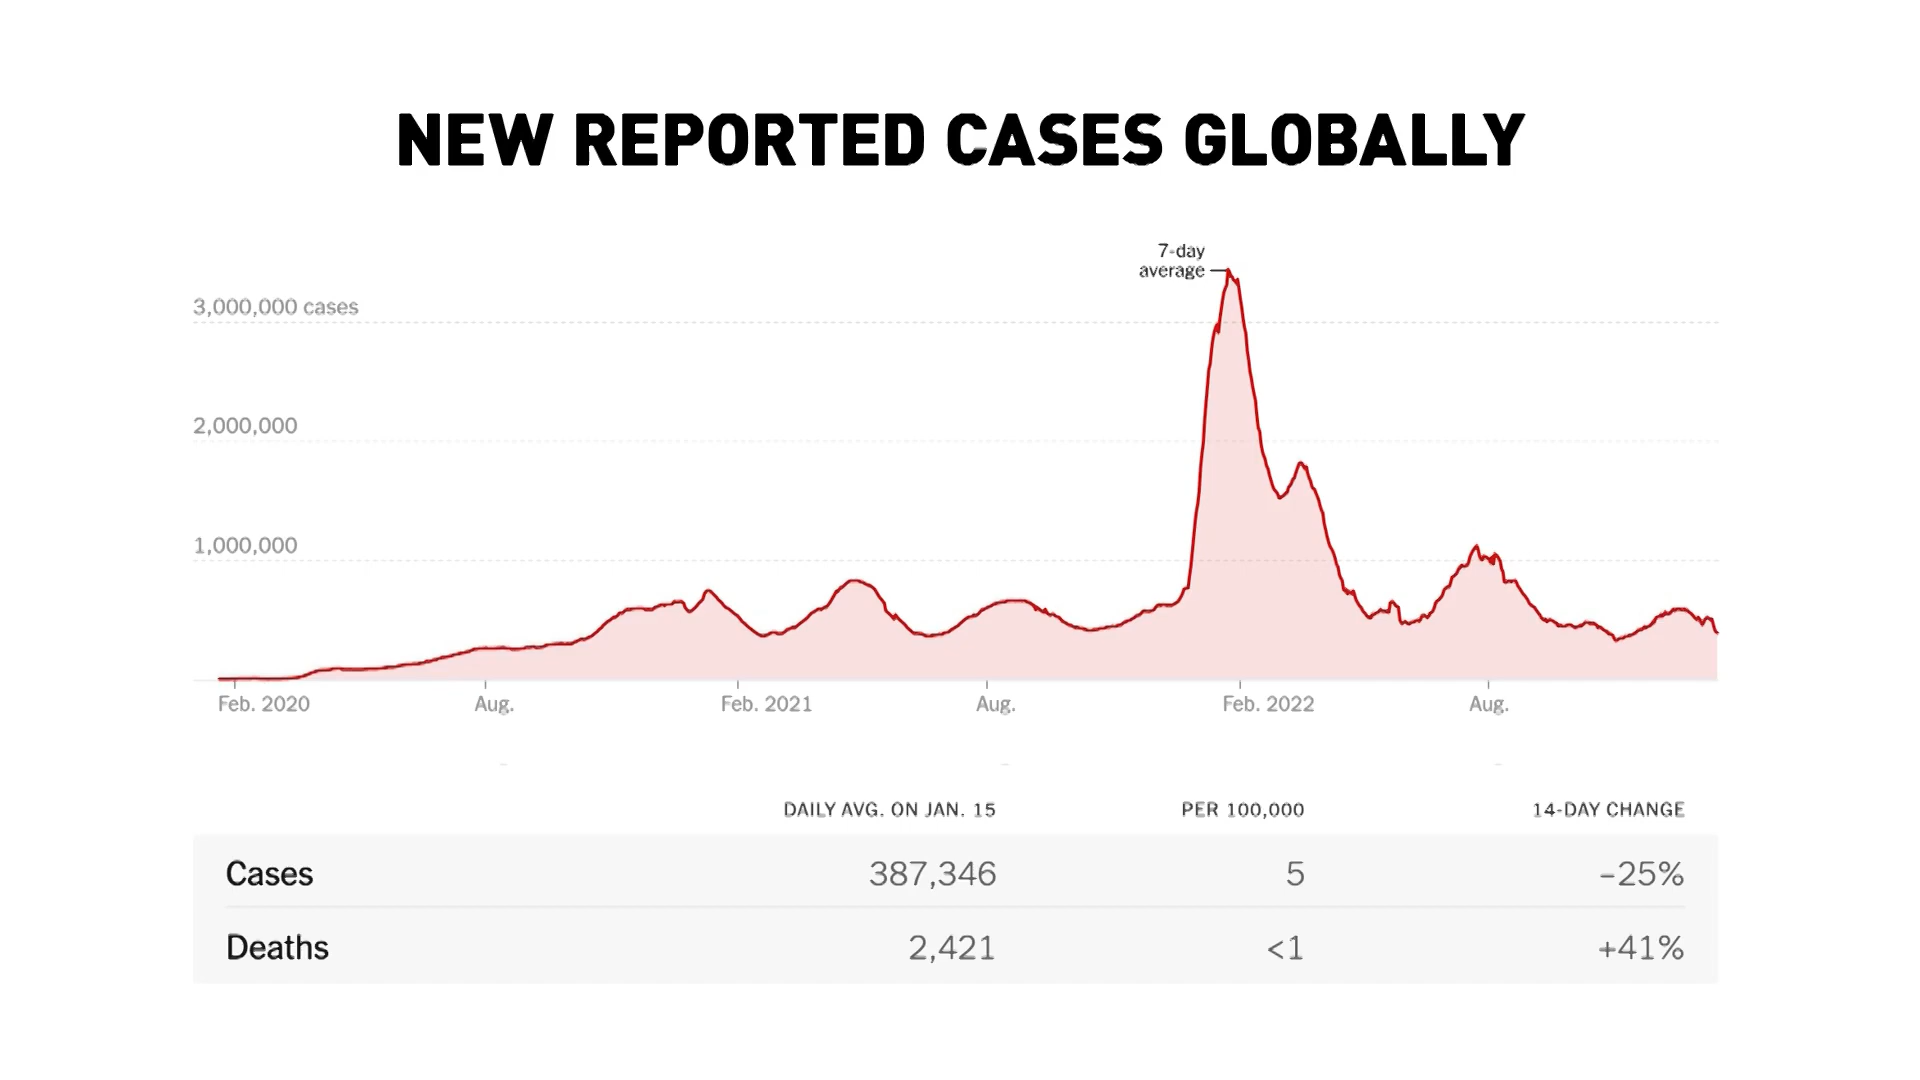 NEW REPORTED CASES GLOBALLY
7-day
average
3,000,000 cases
2,000,000
1,000,000
Feb. 2020 Aug. Feb. 2021 Aug. Feb. 2022 Aug.
DAILY AVG. ON JAN. 15 PER 100,000 14-DAY CHANGE
Cases 387,346 5 –25%
Deaths 2,421 <1 +41%